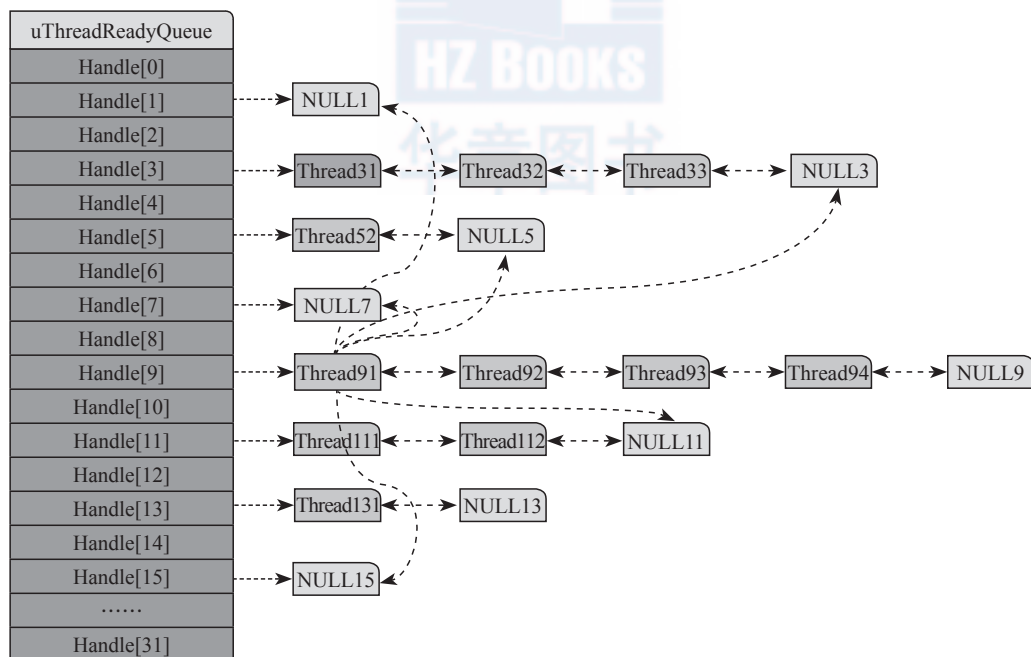 uThreadReadyQueue
Handle[0]
Handle[1]
Handle[2]
Handle[3]
Handle[4]
Handle[5]
Handle[6]
Handle[7]
Handle[8]
Handle[9]
Handle[10]
Handle[11]
Handle[12]
Handle[13]
Handle[14]
Handle[15]
······
Handle[31]
HZ BOOKS
华章图书
NULL1
Thread31 Thread32 Thread33 NULL3
Thread52 NULL5
NULL7
Thread91 Thread92 Thread93 Thread94 NULL9
Thread111 Thread112 NULL11
Thread131 NULL13
NULL15